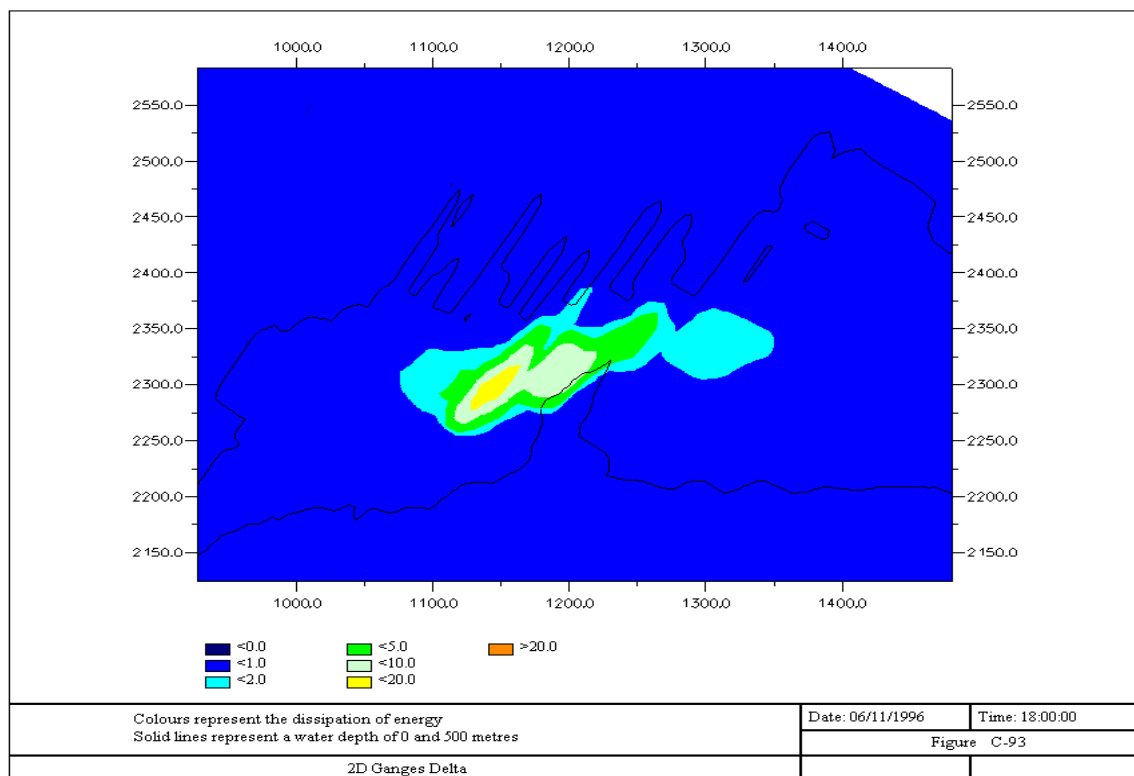 1000.0 1100.0 1200.0 1300.0 1400.0
2550.0 2550.0
2500.0 2500.0
2450.0 2450.0
2400.0 2400.0
2350.0 2350.0
2300.0 2300.0
2250.0 2250.0
2200.0 2200.0
2150.0 2150.0
1000.0 1100.0 1200.0 1300.0 1400.0
<0.0 <5.0 >20.0
<1.0 <10.0
<2.0 <20.0
Colours represent the dissipation of energy
Solid lines represent a water depth of 0 and 500 metres
Date: 06/11/1996 Time: 18:00:00
Figure C-93
2D Ganges Delta